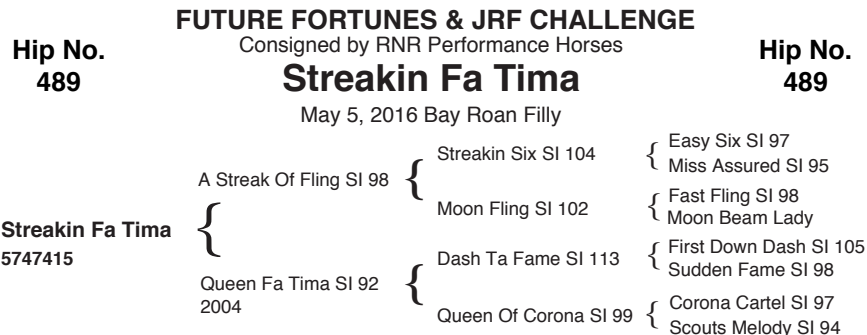 FUTURE FORTUNES & JRF CHALLENGE
Hip No.
489
Consigned by RNR Performance Horses
Hip No.
489
Streakin Fa Tima
May 5, 2016 Bay Roan Filly
Streakin Fa Tima
5747415
A Streak Of Fling SI 98
Queen Fa Tima SI 92
2004
Streakin Six SI 104
Moon Fling SI 102
Dash Ta Fame SI 113
Queen Of Corona SI 99
Easy Six SI 97
Miss Assured SI 95
Fast Fling SI 98
Moon Beam Lady
First Down Dash SI 105
Sudden Fame SI 98
Corona Cartel SI 97
Scouts Melody SI 94